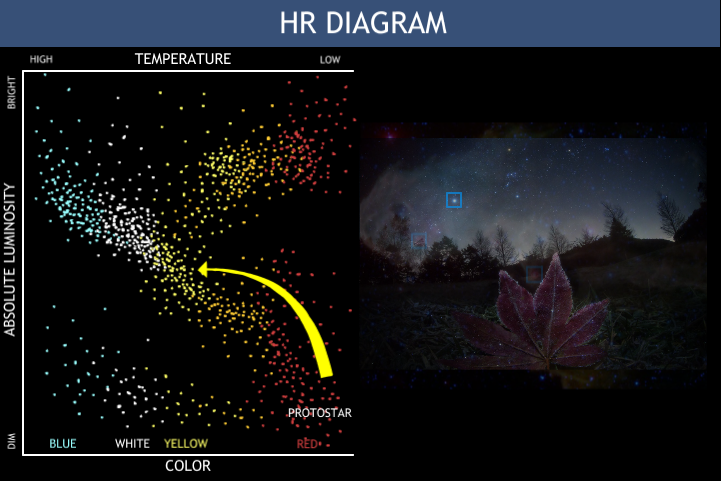 HR DIAGRAM
HIGH
TEMPERATURE
LOW
BRIGHT
ABSOLUTE LUMINOSITY
DIM
PROTOSTAR
BLUE
WHITE
YELLOW
RED
COLOR